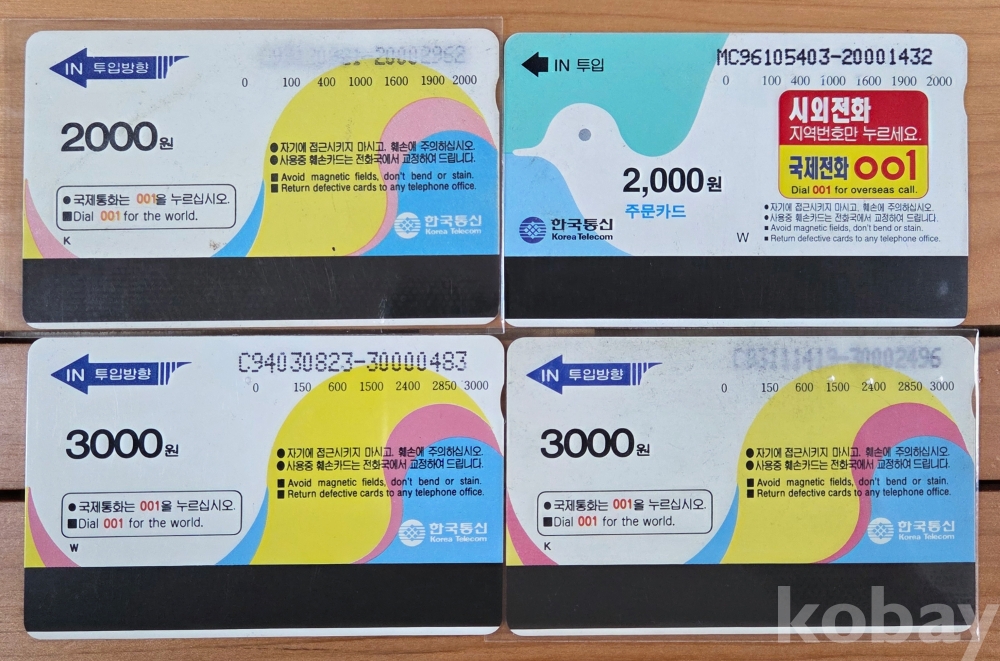 IN 투입방향
0 100 400 1000 1600 1900 2000
2000원
●자기에 접근시키지 마시고, 훼손에 주의하십시오.
●사용중 훼손카드는 전화국에서 교정하여 드립니다.
■Avoid magnetic fields, don't bend or stain.
■Return defective cards to any telephone office.
●국제통화는 001을 누르십시오.
■Dial 001 for the world.
한국통신
Korea Telecom
K
IN 투입
MC96105403-20001432
0 100 400 1000 1600 1900 2000
시외전화
지역번호만 누르세요.
국제전화 001
Dial 001 for overseas call.
2,000원
주문카드
●자기에 접근시키지 마시고, 훼손에 주의하십시오.
●사용중 훼손카드는 전화국에서 교정하여 드립니다.
■Avoid magnetic fields, don't bend or stain.
■Return defective cards to any telephone office.
한국통신
Korea Telecom
W
IN 투입방향
C94030823-30000483
0 150 600 1500 2400 2850 3000
3000원
●자기에 접근시키지 마시고, 훼손에 주의하십시오.
●사용중 훼손카드는 전화국에서 교정하여 드립니다.
■Avoid magnetic fields, don't bend or stain.
■Return defective cards to any telephone office.
●국제통화는 001을 누르십시오.
■Dial 001 for the world.
한국통신
Korea Telecom
W
IN 투입방향
0 150 600 1500 2400 2850 3000
3000원
●자기에 접근시키지 마시고, 훼손에 주의하십시오.
●사용중 훼손카드는 전화국에서 교정하여 드립니다.
■Avoid magnetic fields, don't bend or stain.
■Return defective cards to any telephone office.
●국제통화는 001을 누르십시오.
■Dial 001 for the world.
한국통신
Korea Telecom
K
kobay